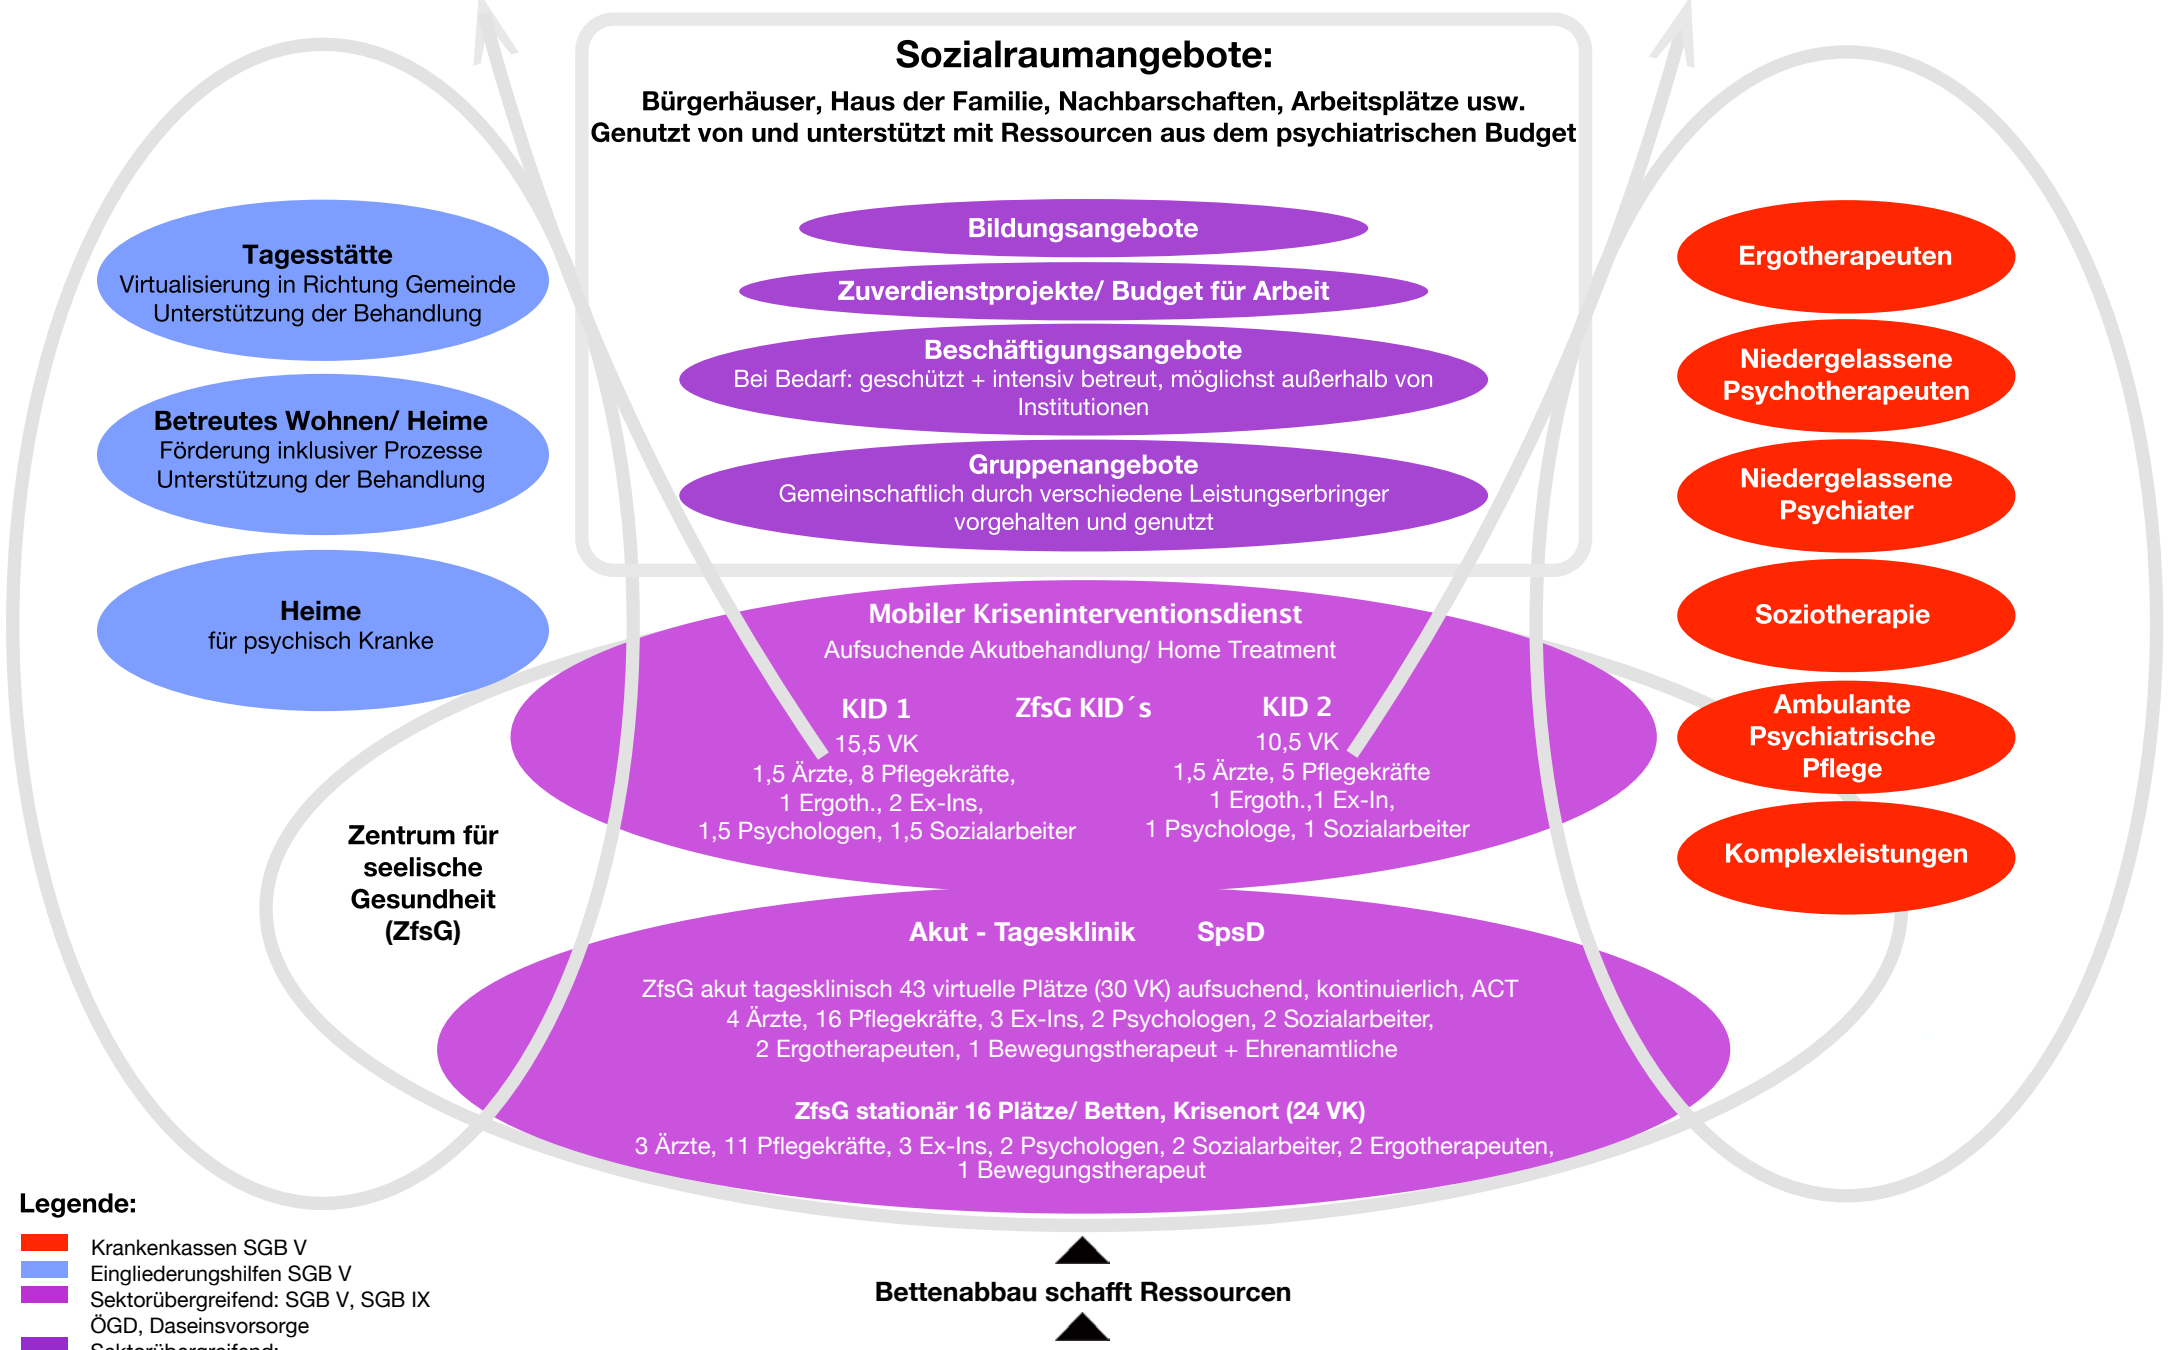 Sozialraumangebote:
Bürgerhäuser, Haus der Familie, Nachbarschaften, Arbeitsplätze usw.
Genutzt von und unterstützt mit Ressourcen aus dem psychiatrischen Budget
Tagesstätte
Virtualisierung in Richtung Gemeinde
Unterstützung der Behandlung
Betreutes Wohnen/ Heime
Förderung inklusiver Prozesse
Unterstützung der Behandlung
Heime
für psychisch Kranke
Bildungsangebote
Zuverdienstprojekte/ Budget für Arbeit
Beschäftigungsangebote
Bei Bedarf: geschützt + intensiv betreut, möglichst außerhalb von
Institutionen
Gruppenangebote
Gemeinschaftlich durch verschiedene Leistungserbringer
vorgehalten und genutzt
Ergotherapeuten
Niedergelassene
Psychotherapeuten
Niedergelassene
Psychiater
Soziotherapie
Ambulante
Psychiatrische
Pflege
Komplexleistungen
Mobiler Kriseninterventionsdienst
Aufsuchende Akutbehandlung/ Home Treatment
ZfsG KID´s
KID 1
15,5 VK
1,5 Ärzte, 8 Pflegekräfte,
1 Ergoth., 2 Ex-Ins,
1,5 Psychologen, 1,5 Sozialarbeiter
KID 2
10,5 VK
1,5 Ärzte, 5 Pflegekräfte
1 Ergoth.,1 Ex-In,
1 Psychologe, 1 Sozialarbeiter
Zentrum für
seelische
Gesundheit
(ZfsG)
Akut - Tagesklinik SpsD
ZfsG akut tagesklinisch 43 virtuelle Plätze (30 VK) aufsuchend, kontinuierlich, ACT
4 Ärzte, 16 Pflegekräfte, 3 Ex-Ins, 2 Psychologen, 2 Sozialarbeiter,
2 Ergotherapeuten, 1 Bewegungstherapeut + Ehrenamtliche
ZfsG stationär 16 Plätze/ Betten, Krisenort (24 VK)
3 Ärzte, 11 Pflegekräfte, 3 Ex-Ins, 2 Psychologen, 2 Sozialarbeiter, 2 Ergotherapeuten,
1 Bewegungstherapeut
Bettenabbau schafft Ressourcen
Legende:
Krankenkassen SGB V
Eingliederungshilfen SGB V
Sektorübergreifend: SGB V, SGB IX
ÖGD, Daseinsvorsorge
Sektorübergreifend: